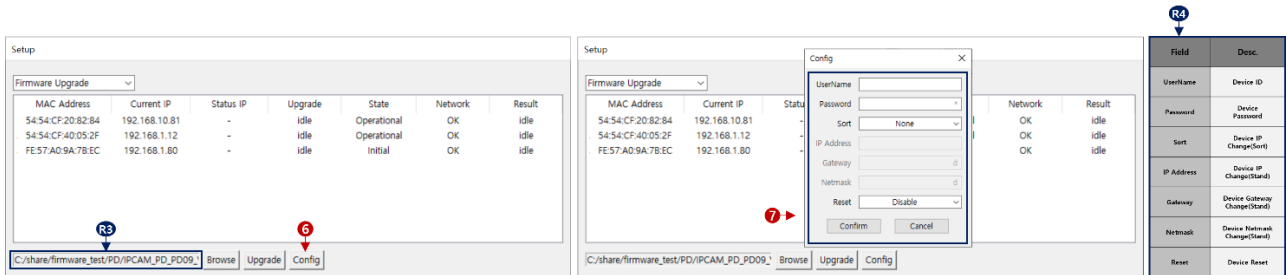 R4
Setup
Firmware Upgrade
MAC Address Current IP Status IP Upgrade State Network Result
54:54:CF:20:82:84 192.168.10.81 - idle Operational OK idle
54:54:CF:40:05:2F 192.168.1.12 - idle Operational OK idle
FE:57:A0:9A:7B:EC 192.168.1.80 - idle Initial OK idle
R3
6
C:/share/firmware_test/PD/IPCAM_PD_PD09_ Browse Upgrade Config
Setup
Firmware Upgrade
MAC Address Current IP Statu Network Result
54:54:CF:20:82:84 192.168.10.81 - OK idle
54:54:CF:40:05:2F 192.168.1.12 - OK idle
FE:57:A0:9A:7B:EC 192.168.1.80 - OK idle
Config
UserName
Password *
Sort None
IP Address
Gateway d
Netmask d
Reset Disable
7
Confirm Cancel
C:/share/firmware_test/PD/IPCAM_PD_PD09_ Browse Upgrade Config
Field Desc.
UserName Device ID
Password Device
Password
Sort Device IP
Change(Sort)
IP Address Device IP
Change(Stand)
Gateway Device Gateway
Change(Stand)
Netmask Device Netmask
Change(Stand)
Reset Device Reset